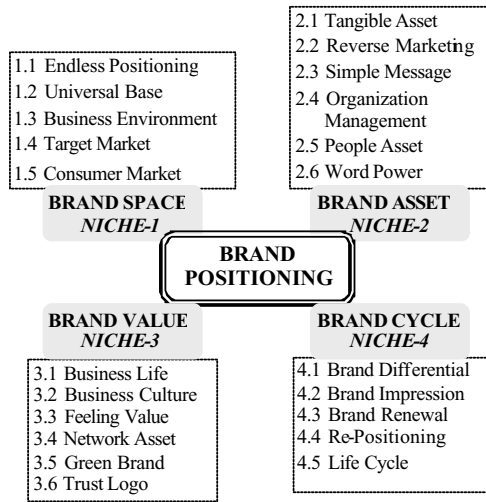 1.1 Endless Positioning
1.2 Universal Base
1.3 Business Environment
1.4 Target Market
1.5 Consumer Market
BRAND SPACE
NICHE-1
2.1 Tangible Asset
2.2 Reverse Marketing
2.3 Simple Message
2.4 Organization
Management
2.5 People Asset
2.6 Word Power
BRAND ASSET
NICHE-2
BRAND
POSITIONING
BRAND VALUE
NICHE-3
3.1 Business Life
3.2 Business Culture
3.3 Feeling Value
3.4 Network Asset
3.5 Green Brand
3.6 Trust Logo
BRAND CYCLE
NICHE-4
4.1 Brand Differential
4.2 Brand Impression
4.3 Brand Renewal
4.4 Re-Positioning
4.5 Life Cycle